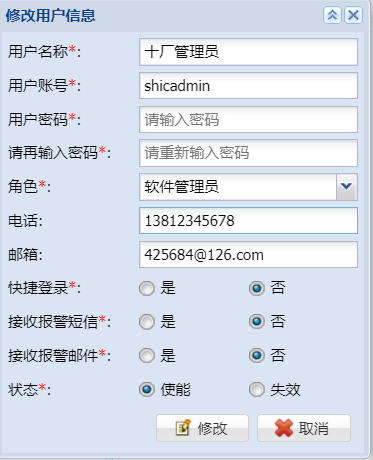 修改用户信息
用户名称*: 十厂管理员
用户账号*: shicadmin
用户密码*: 请输入密码
请再输入密码*: 请重新输入密码
角色*: 软件管理员
电话: 13812345678
邮箱: 425684@126.com
快捷登录*: 是 否
接收报警短信*: 是 否
接收报警邮件*: 是 否
状态*: 使能 失效
修改 取消